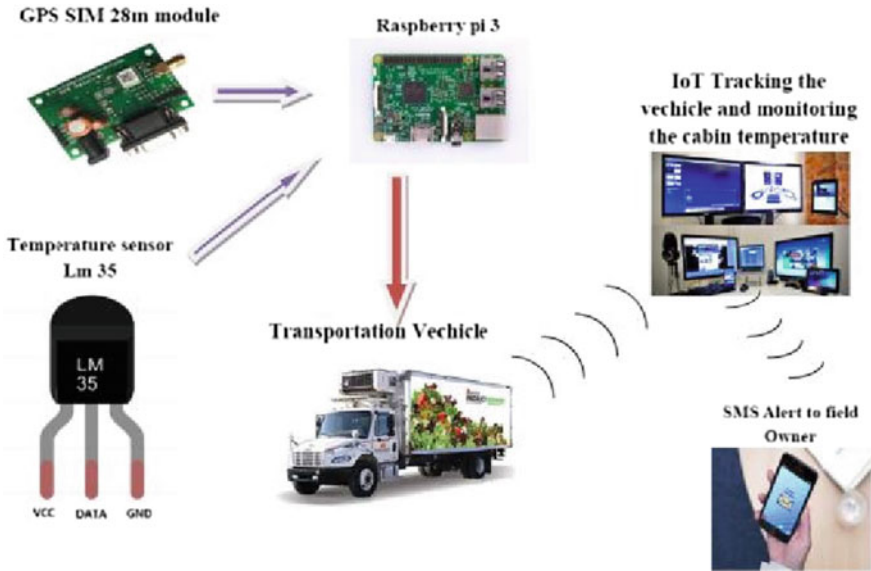 GPS SIM 28m module
Raspberry pi 3
IoT Tracking the
vechicle and monitoring
the cabin temperature
Temperature sensor
Lm 35
LM
35
VCC DATA GND
Transportation Vechicle
SMS Alert to field
Owner